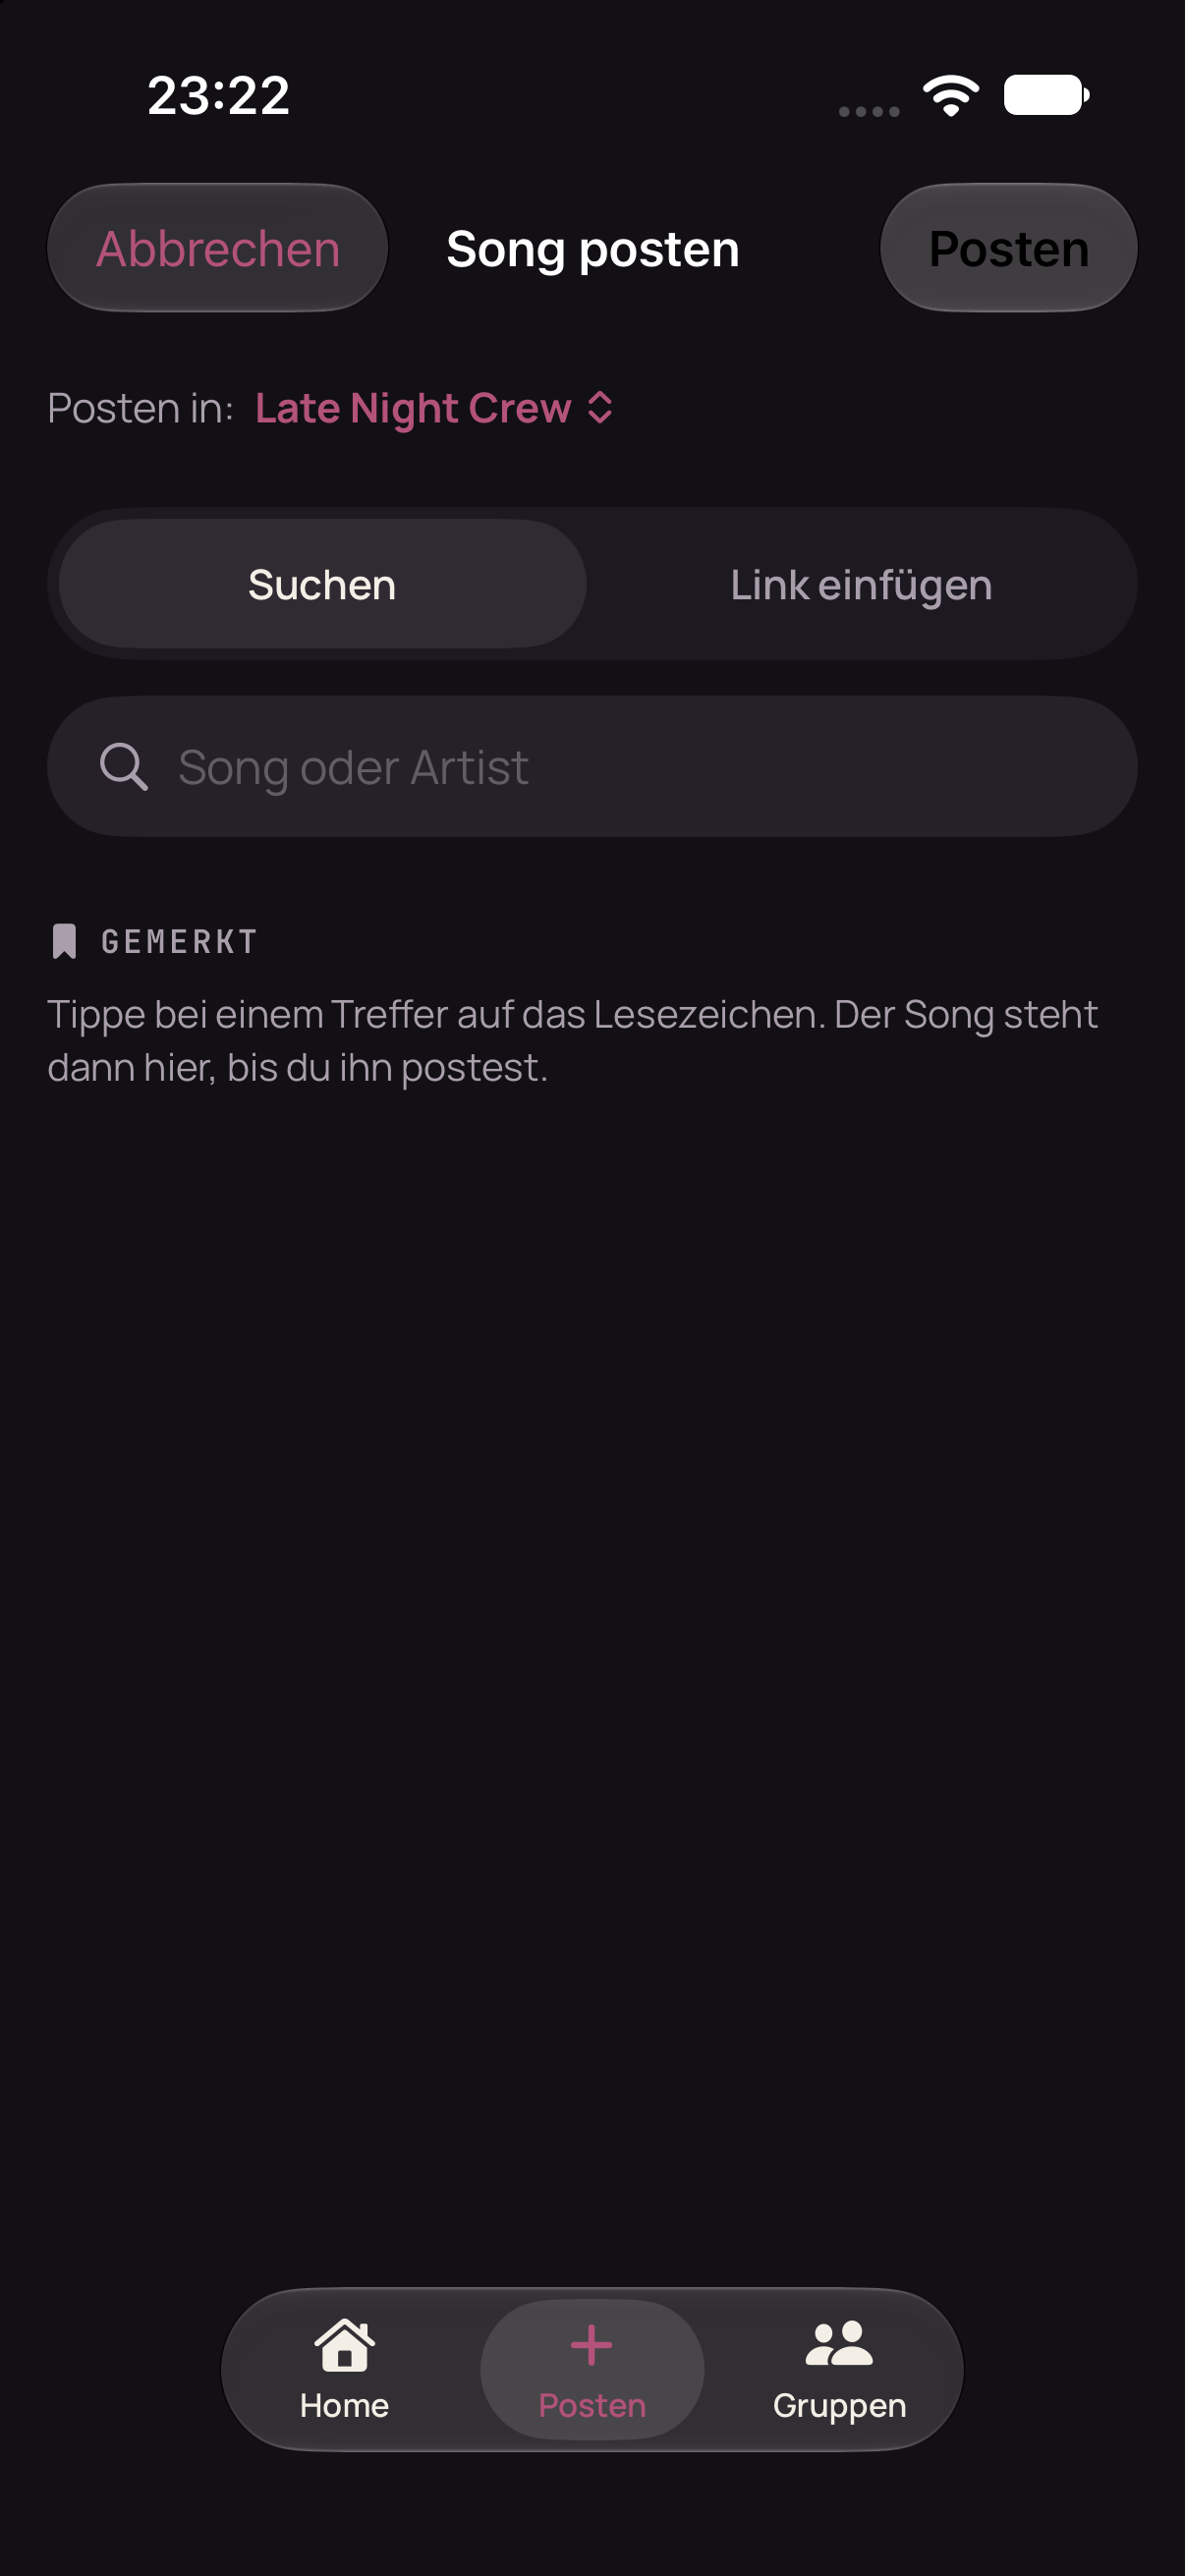 23:22
Abbrechen
Song posten
Posten
Posten in: Late Night Crew
Suchen
Link einfügen
Song oder Artist
GEMERKT
Tippe bei einem Treffer auf das Lesezeichen. Der Song steht
dann hier, bis du ihn postest.
Home
Posten
Gruppen